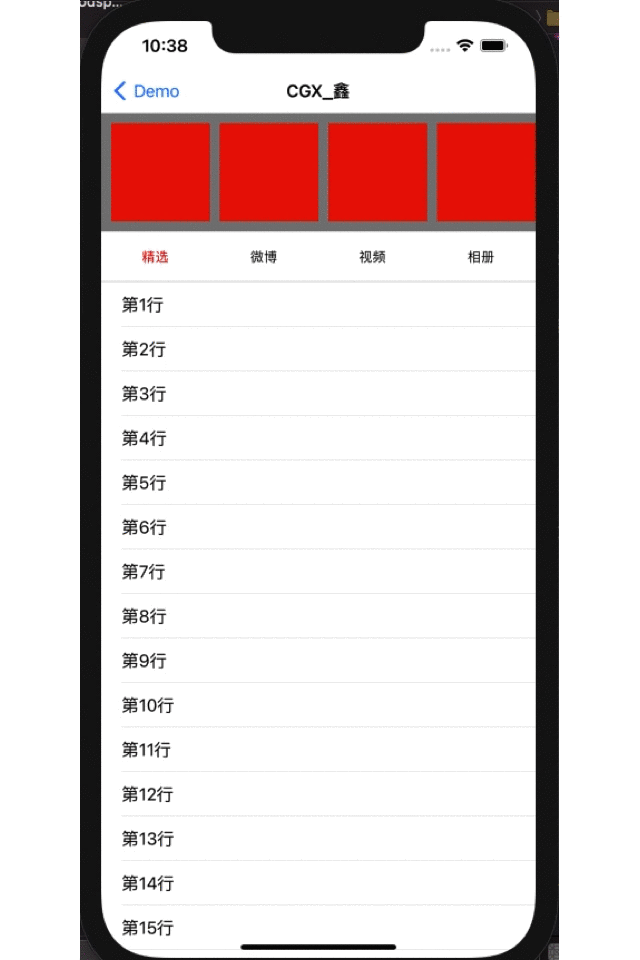 10:38
Demo CGX_鑫
精选 微博 视频 相册
第1行
第2行
第3行
第4行
第5行
第6行
第7行
第8行
第9行
第10行
第11行
第12行
第13行
第14行
第15行